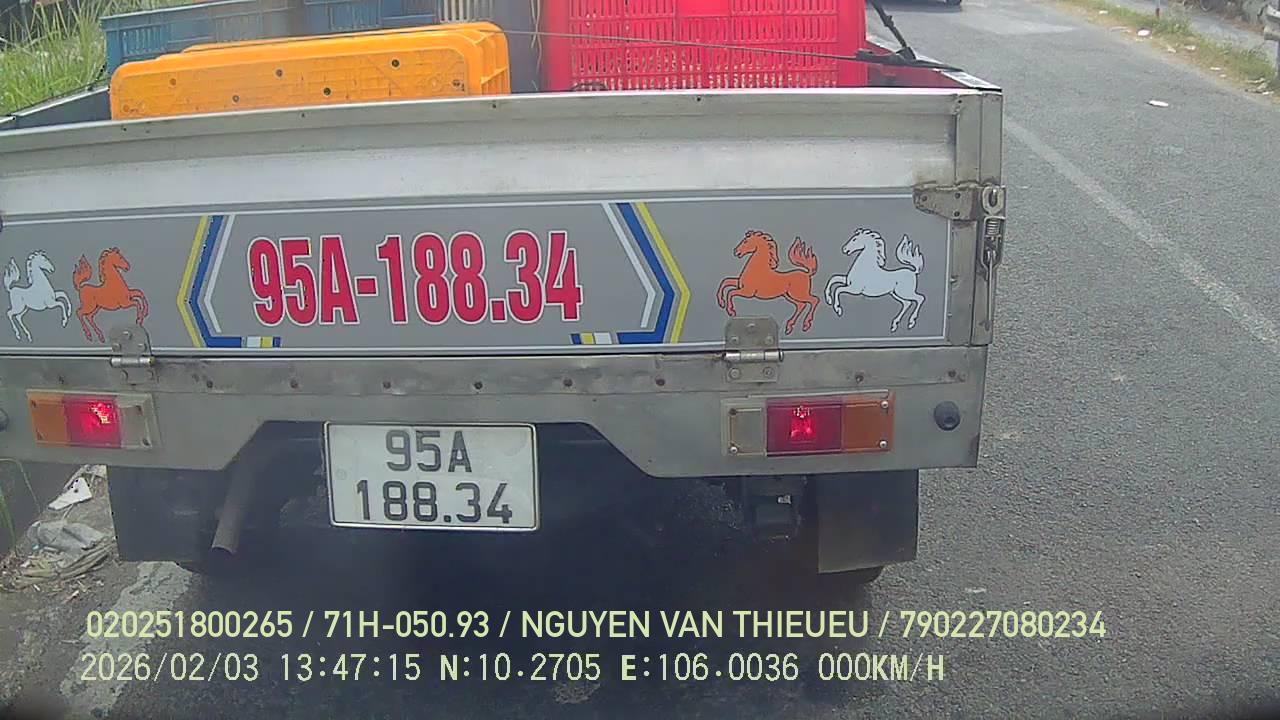 95A-188.34
95A
188.34
020251800265 / 71H-050.93 / NGUYEN VAN THIEUEU / 790227080234
2026/02/03 13:47:15 N:10.2705 E:106.0036 000KM/H